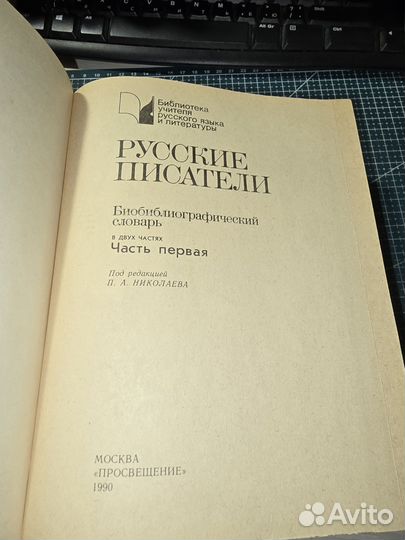 Библиотека
учителя
русского языка
и литературы
РУССКИЕ
ПИСАТЕЛИ
Биобиблиографический
словарь
В ДВУХ ЧАСТЯХ
Часть первая
Под редакцией
П. А. НИКОЛАЕВА
МОСКВА
«ПРОСВЕЩЕНИЕ»
1990
Avito